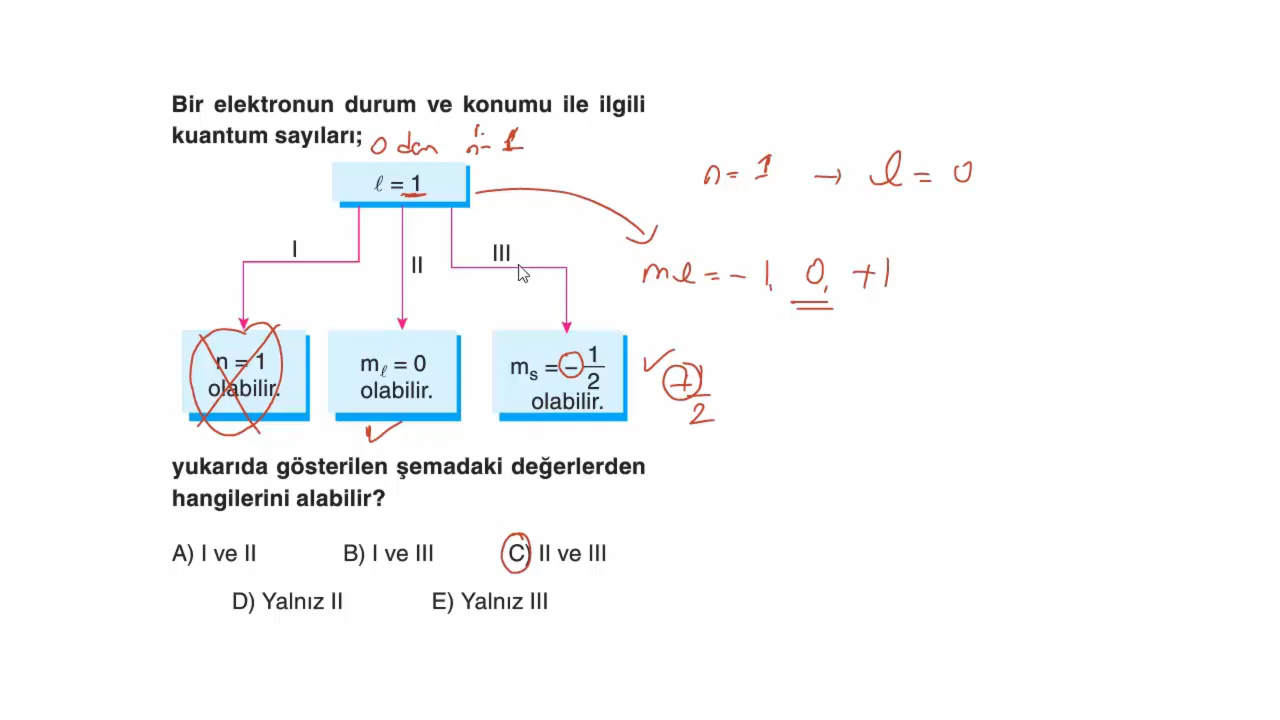 Bir elektronun durum ve konumu ile ilgili
kuantum sayıları;
0 dan n-1
ℓ = 1
n = 1 → l = 0
I
II
III
ml = -1, 0, +1
n = 1
olabilir.
mℓ = 0
olabilir.
ms = -1/2
olabilir.
+1/2
yukarıda gösterilen şemadaki değerlerden
hangilerini alabilir?
A) I ve II B) I ve III C) II ve III
D) Yalnız II E) Yalnız III